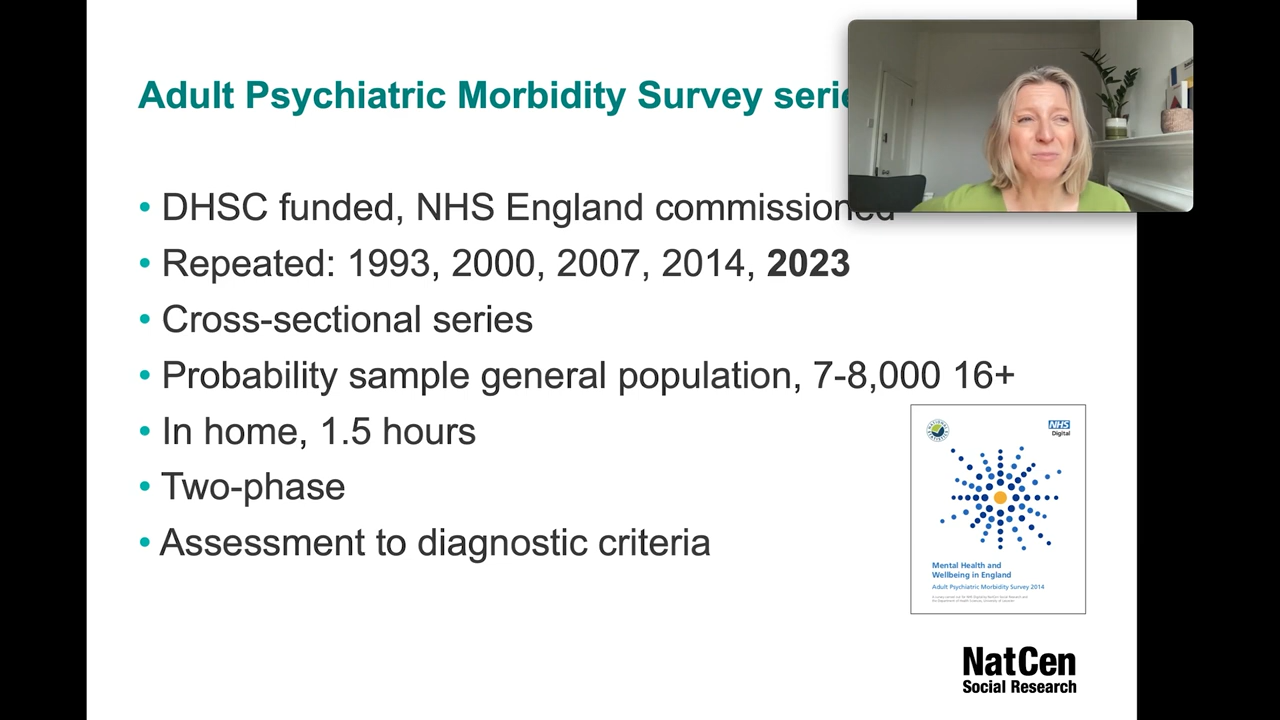 Adult Psychiatric Morbidity Survey serie
• DHSC funded, NHS England commissioned
• Repeated: 1993, 2000, 2007, 2014, 2023
• Cross-sectional series
• Probability sample general population, 7-8,000 16+
• In home, 1.5 hours
• Two-phase
• Assessment to diagnostic criteria
NHS
Digital
Mental Health and
Wellbeing in England
Adult Psychiatric Morbidity Survey 2014
NatCen
Social Research